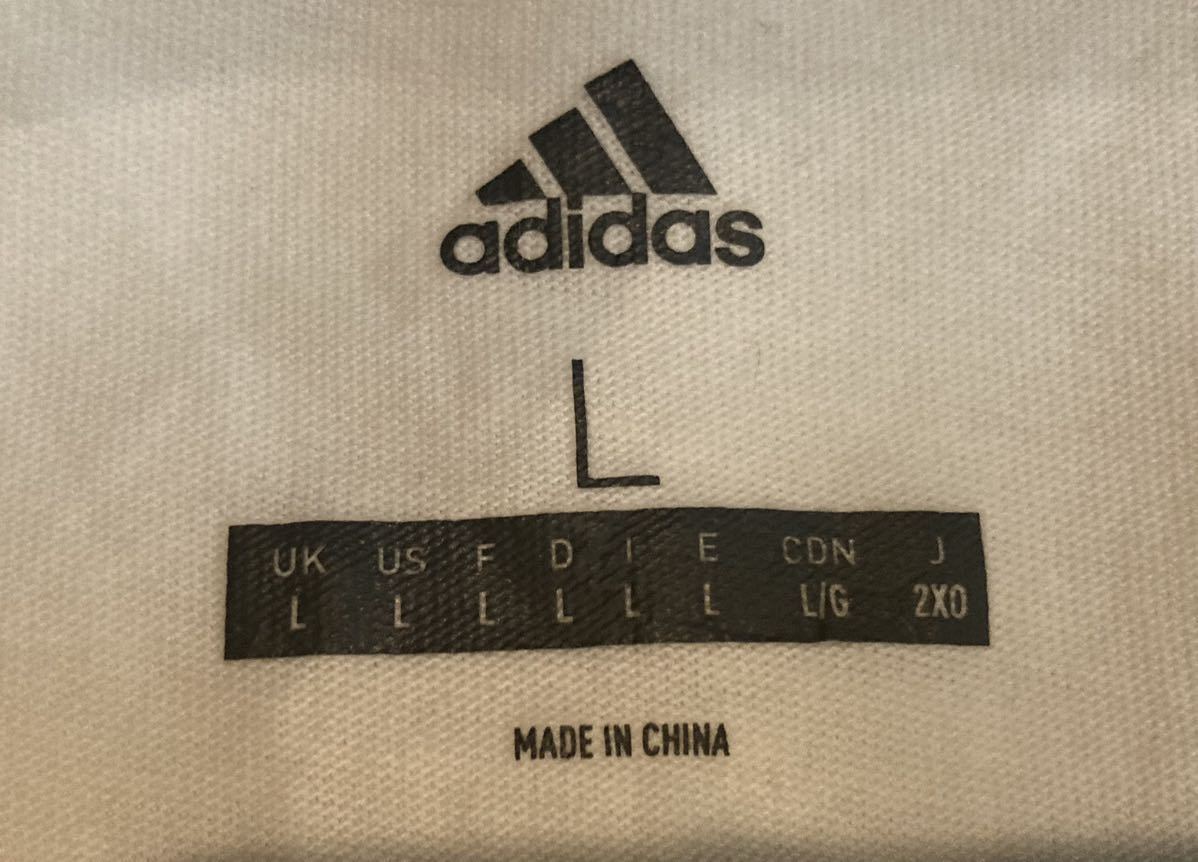 adidas
L
UK US F D I E CDN J
L L L L L L L/G 2XO
MADE IN CHINA